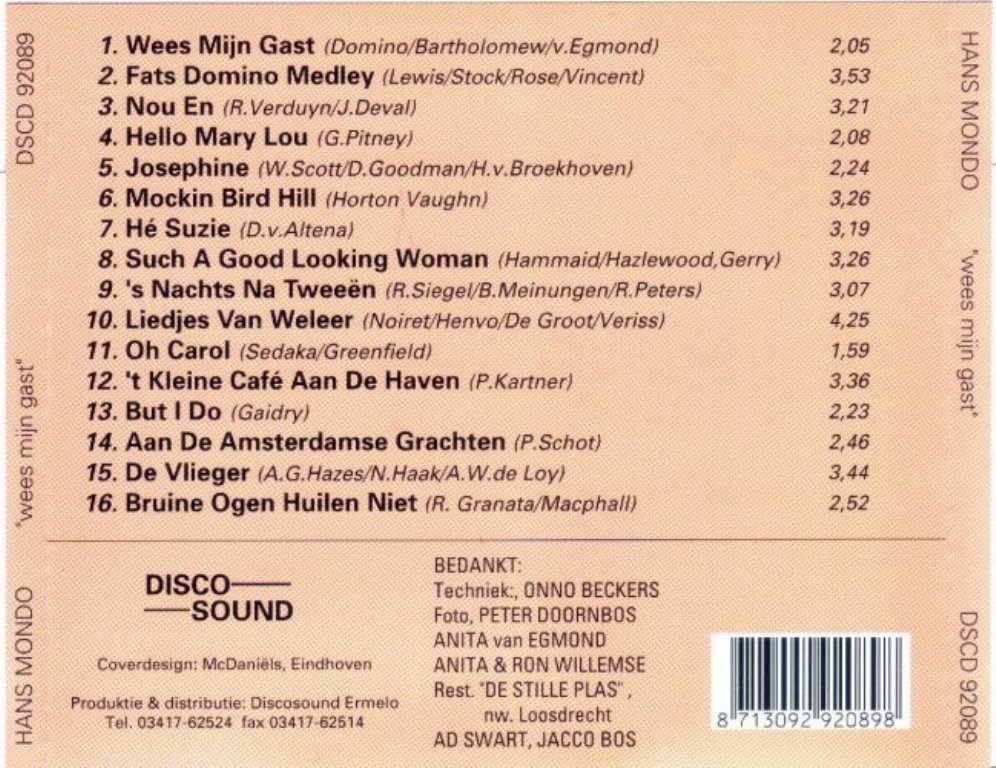 1. Wees Mijn Gast (Domino/Bartholomew/v.Egmond) 2,05
2. Fats Domino Medley (Lewis/Stock/Rose/Vincent) 3,53
3. Nou En (R.Verduyn/J.Deval) 3,21
4. Hello Mary Lou (G.Pitney) 2,08
5. Josephine (W.Scott/D.Goodman/H.v.Broekhoven) 2,24
6. Mockin Bird Hill (Horton Vaughn) 3,26
7. Hé Suzie (D.v.Altena) 3,19
8. Such A Good Looking Woman (Hammaid/Hazlewood,Gerry) 3,26
9. 's Nachts Na Tweeën (R.Siegel/B.Meinungen/R.Peters) 3,07
10. Liedjes Van Weleer (Noiret/Henvo/De Groot/Veriss) 4,25
11. Oh Carol (Sedaka/Greenfield) 1,59
12. 't Kleine Café Aan De Haven (P.Kartner) 3,36
13. But I Do (Gaidry) 2,23
14. Aan De Amsterdamse Grachten (P.Schot) 2,46
15. De Vlieger (A.G.Hazes/N.Haak/A.W.de Loy) 3,44
16. Bruine Ogen Huilen Niet (R. Granata/Macphall) 2,52
DISCO
SOUND
Coverdesign: McDaniëls, Eindhoven
Produktie & distributie: Discosound Ermelo
Tel. 03417-62524 fax 03417-62514
BEDANKT:
Techniek:, ONNO BECKERS
Foto, PETER DOORNBOS
ANITA van EGMOND
ANITA & RON WILLEMSE
Rest. "DE STILLE PLAS" ,
nw. Loosdrecht
AD SWART, JACCO BOS
8 713092 920898
HANS MONDO "wees mijn gast" DSCD 92089
HANS MONDO "wees mijn gast" DSCD 92089